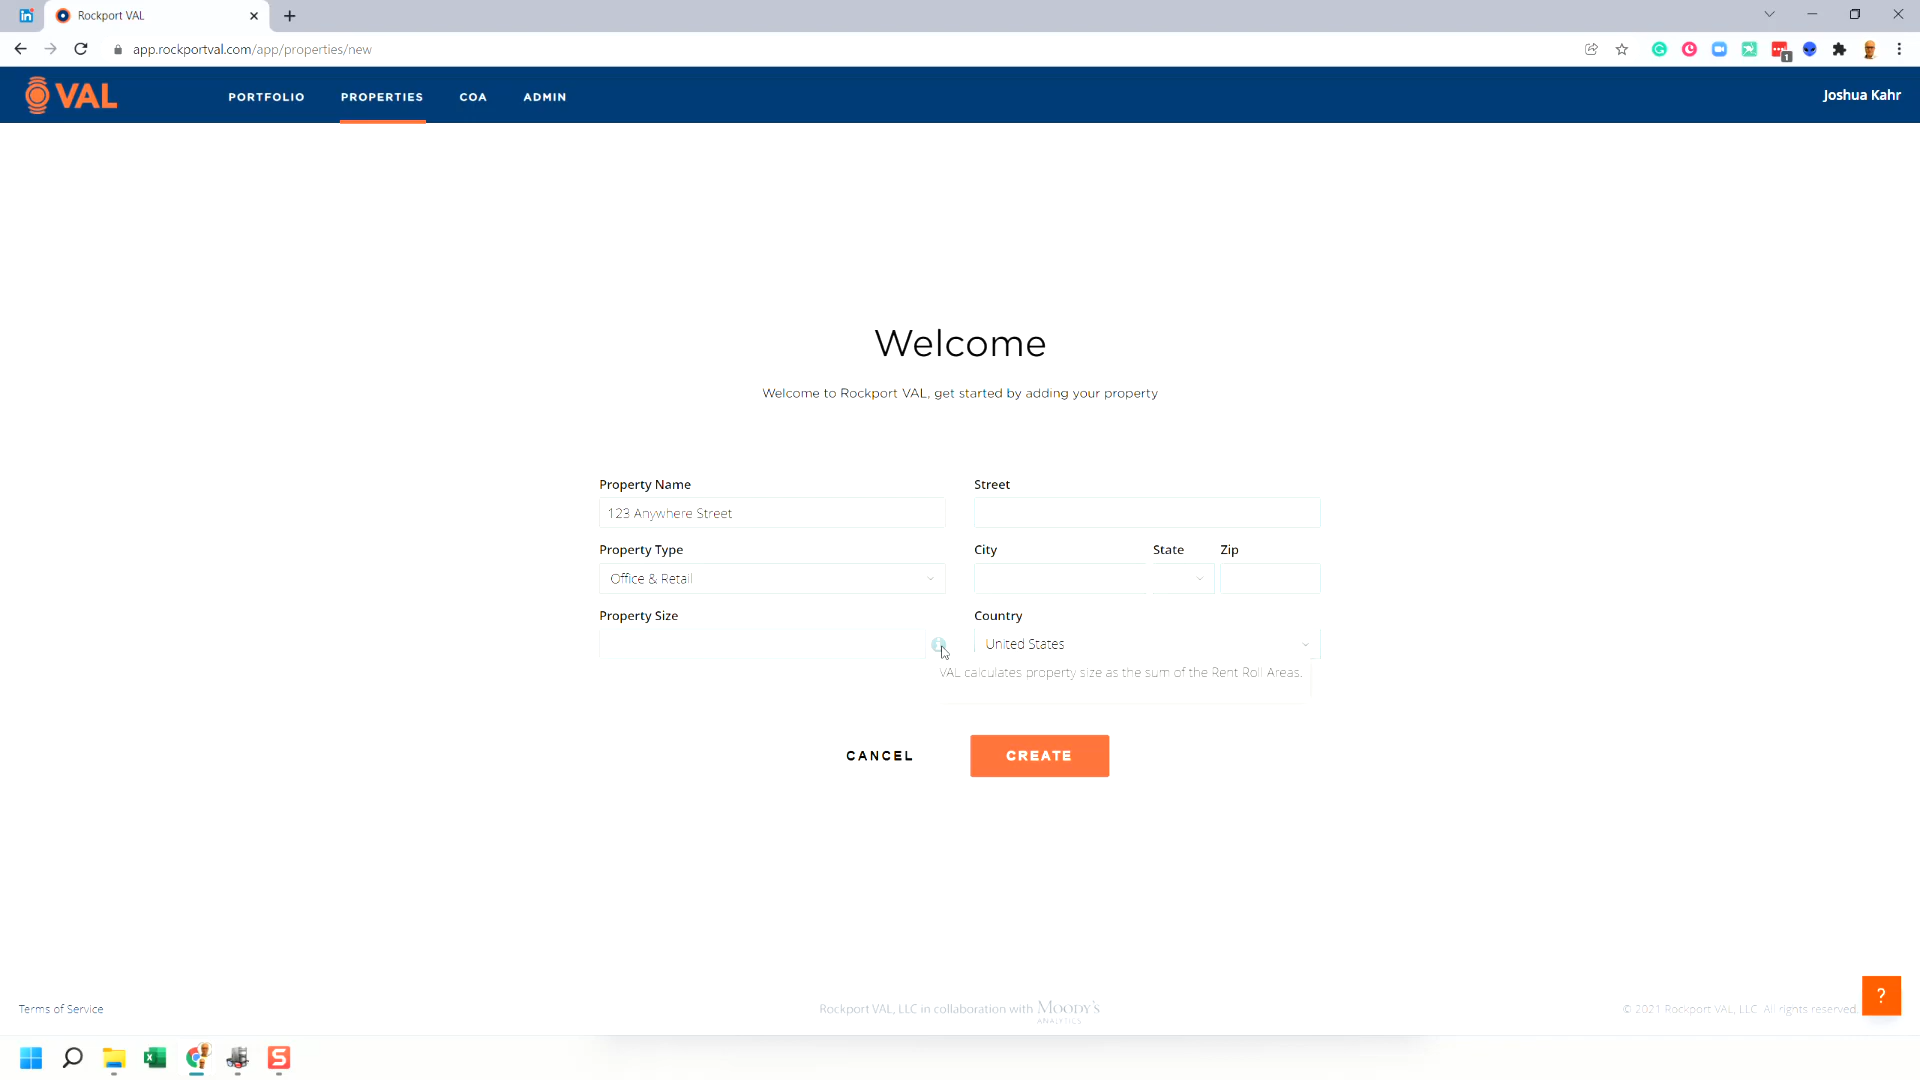 Rockport VAL
app.rockportval.com/app/properties/new
1
VAL
PORTFOLIO
PROPERTIES
COA
ADMIN
Joshua Kahr
Welcome
Welcome to Rockport VAL, get started by adding your property
Property Name
Street
123 Anywhere Street
Property Type
City
State
Zip
Office & Retail
Property Size
Country
United States
VAL calculates property size as the sum of the Rent Roll Areas.
CANCEL
CREATE
?
Terms of Service
Rockport VAL, LLC in collaboration with MOODY'S
ANALYTICS
© 2021 Rockport VAL, LLC. All rights reserved.